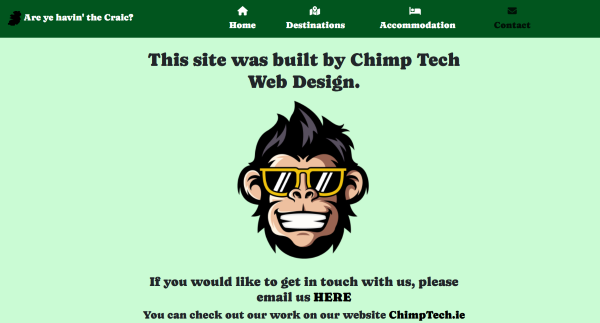 Are ye havin' the Craic?
Home
Destinations
Accommodation
Contact
This site was built by Chimp Tech
Web Design.
If you would like to get in touch with us, please
email us HERE
You can check out our work on our website ChimpTech.ie